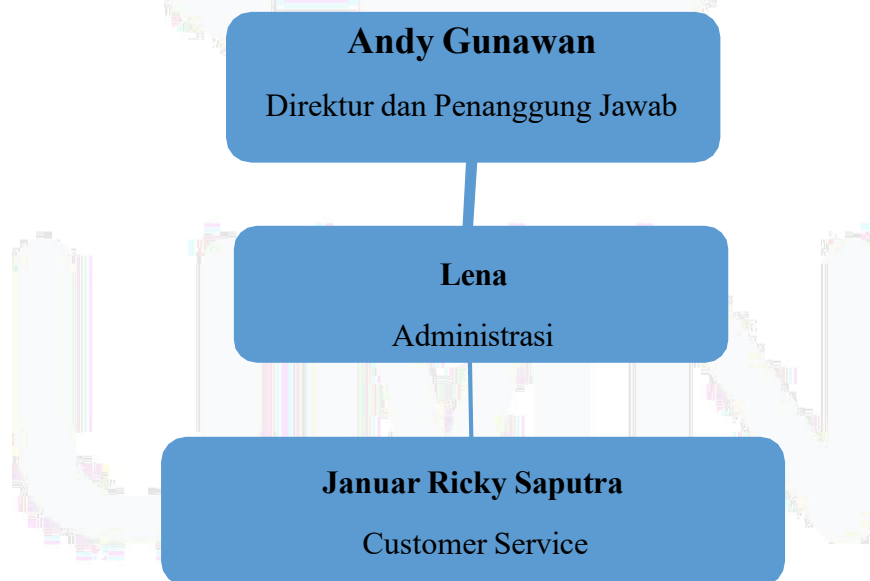 Andy Gunawan
Direktur dan Penanggung Jawab
Lena
Administrasi
Januar Ricky Saputra
Customer Service